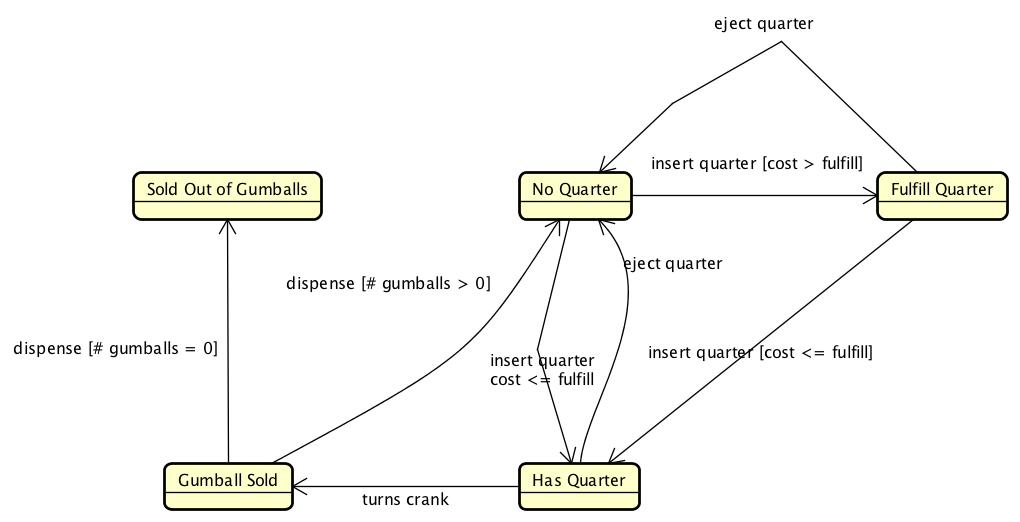 eject quarter
insert quarter [cost > fulfill]
Sold Out of Gumballs
No Quarter
Fulfill Quarter
eject quarter
dispense [# gumballs > 0]
dispense [# gumballs = 0]
insert quarter
cost <= fulfill
insert quarter [cost <= fulfill]
Gumball Sold
Has Quarter
turns crank